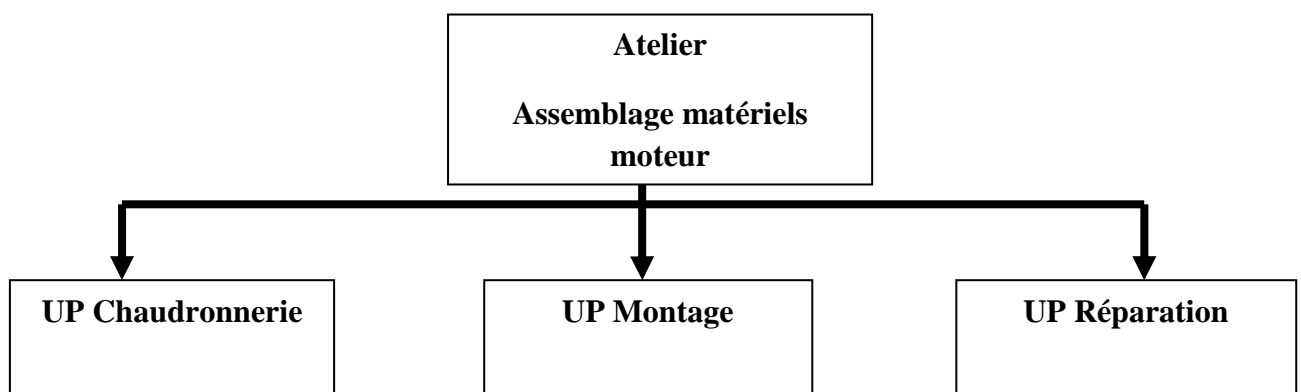 Atelier
Assemblage matériels
moteur
UP Chaudronnerie
UP Montage
UP Réparation